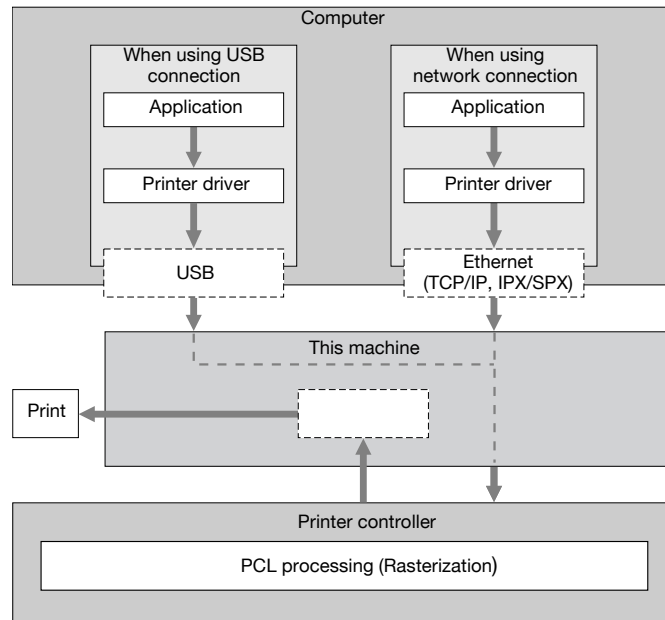 Computer
When using USB
connection
Application
Printer driver
USB
When using
network connection
Application
Printer driver
Ethernet
(TCP/IP, IPX/SPX)
This machine
Print
Printer controller
PCL processing (Rasterization)